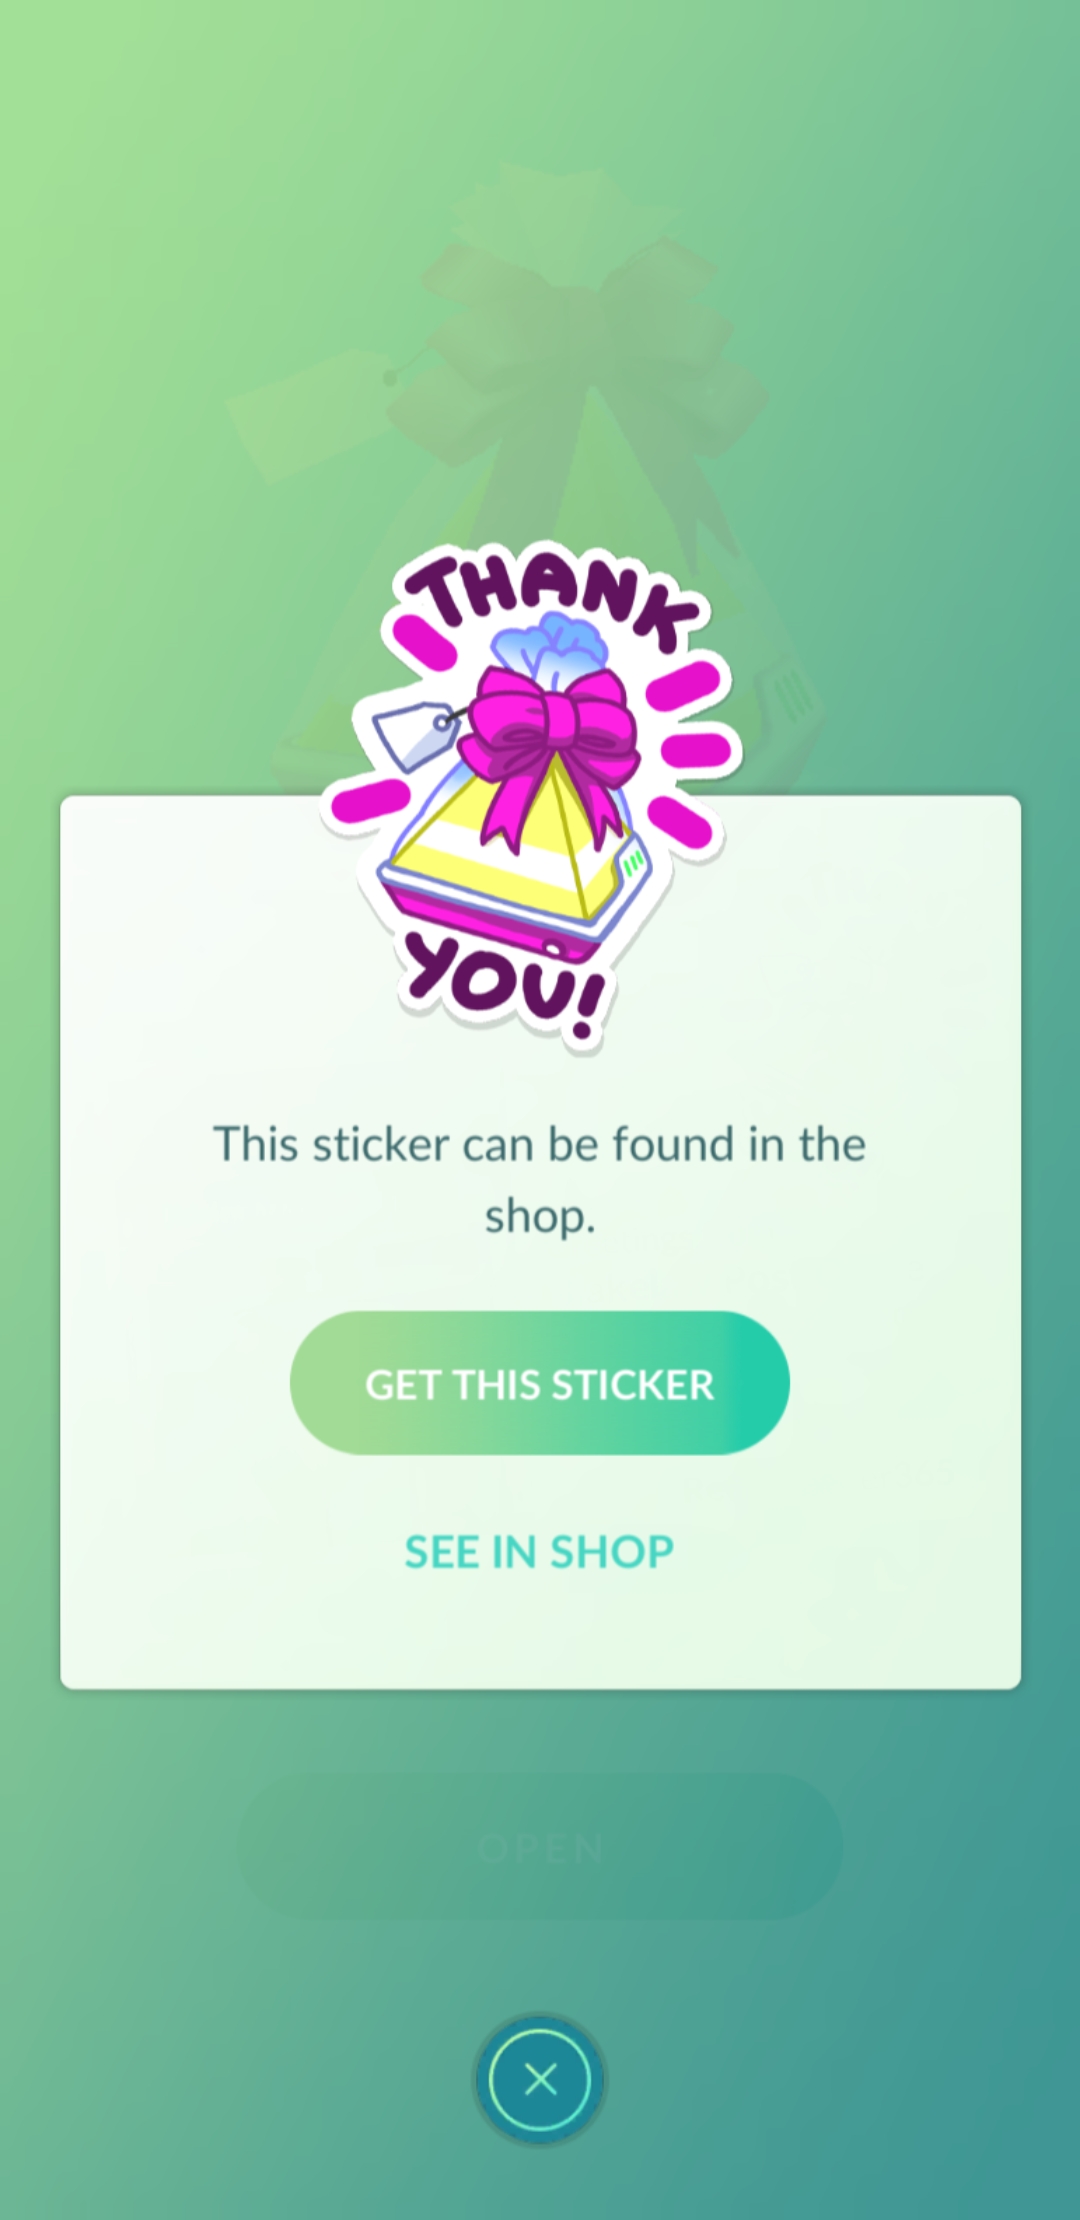 THANK
YOU!
This sticker can be found in the
shop.
GET THIS STICKER
SEE IN SHOP
OPEN